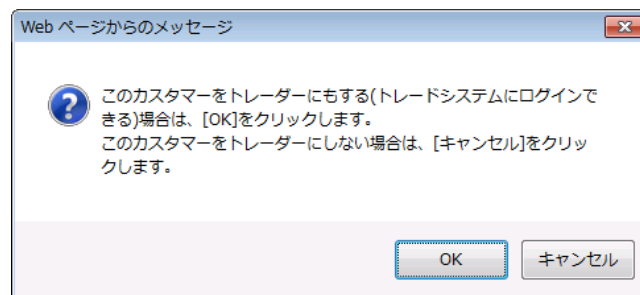 Web ページからのメッセージ
このカスタマーをトレーダーにもする(トレードシステムにログインで
きる)場合は、[OK]をクリックします。
このカスタマーをトレーダーにしない場合は、[キャンセル]をクリッ
クします。
OK
キャンセル